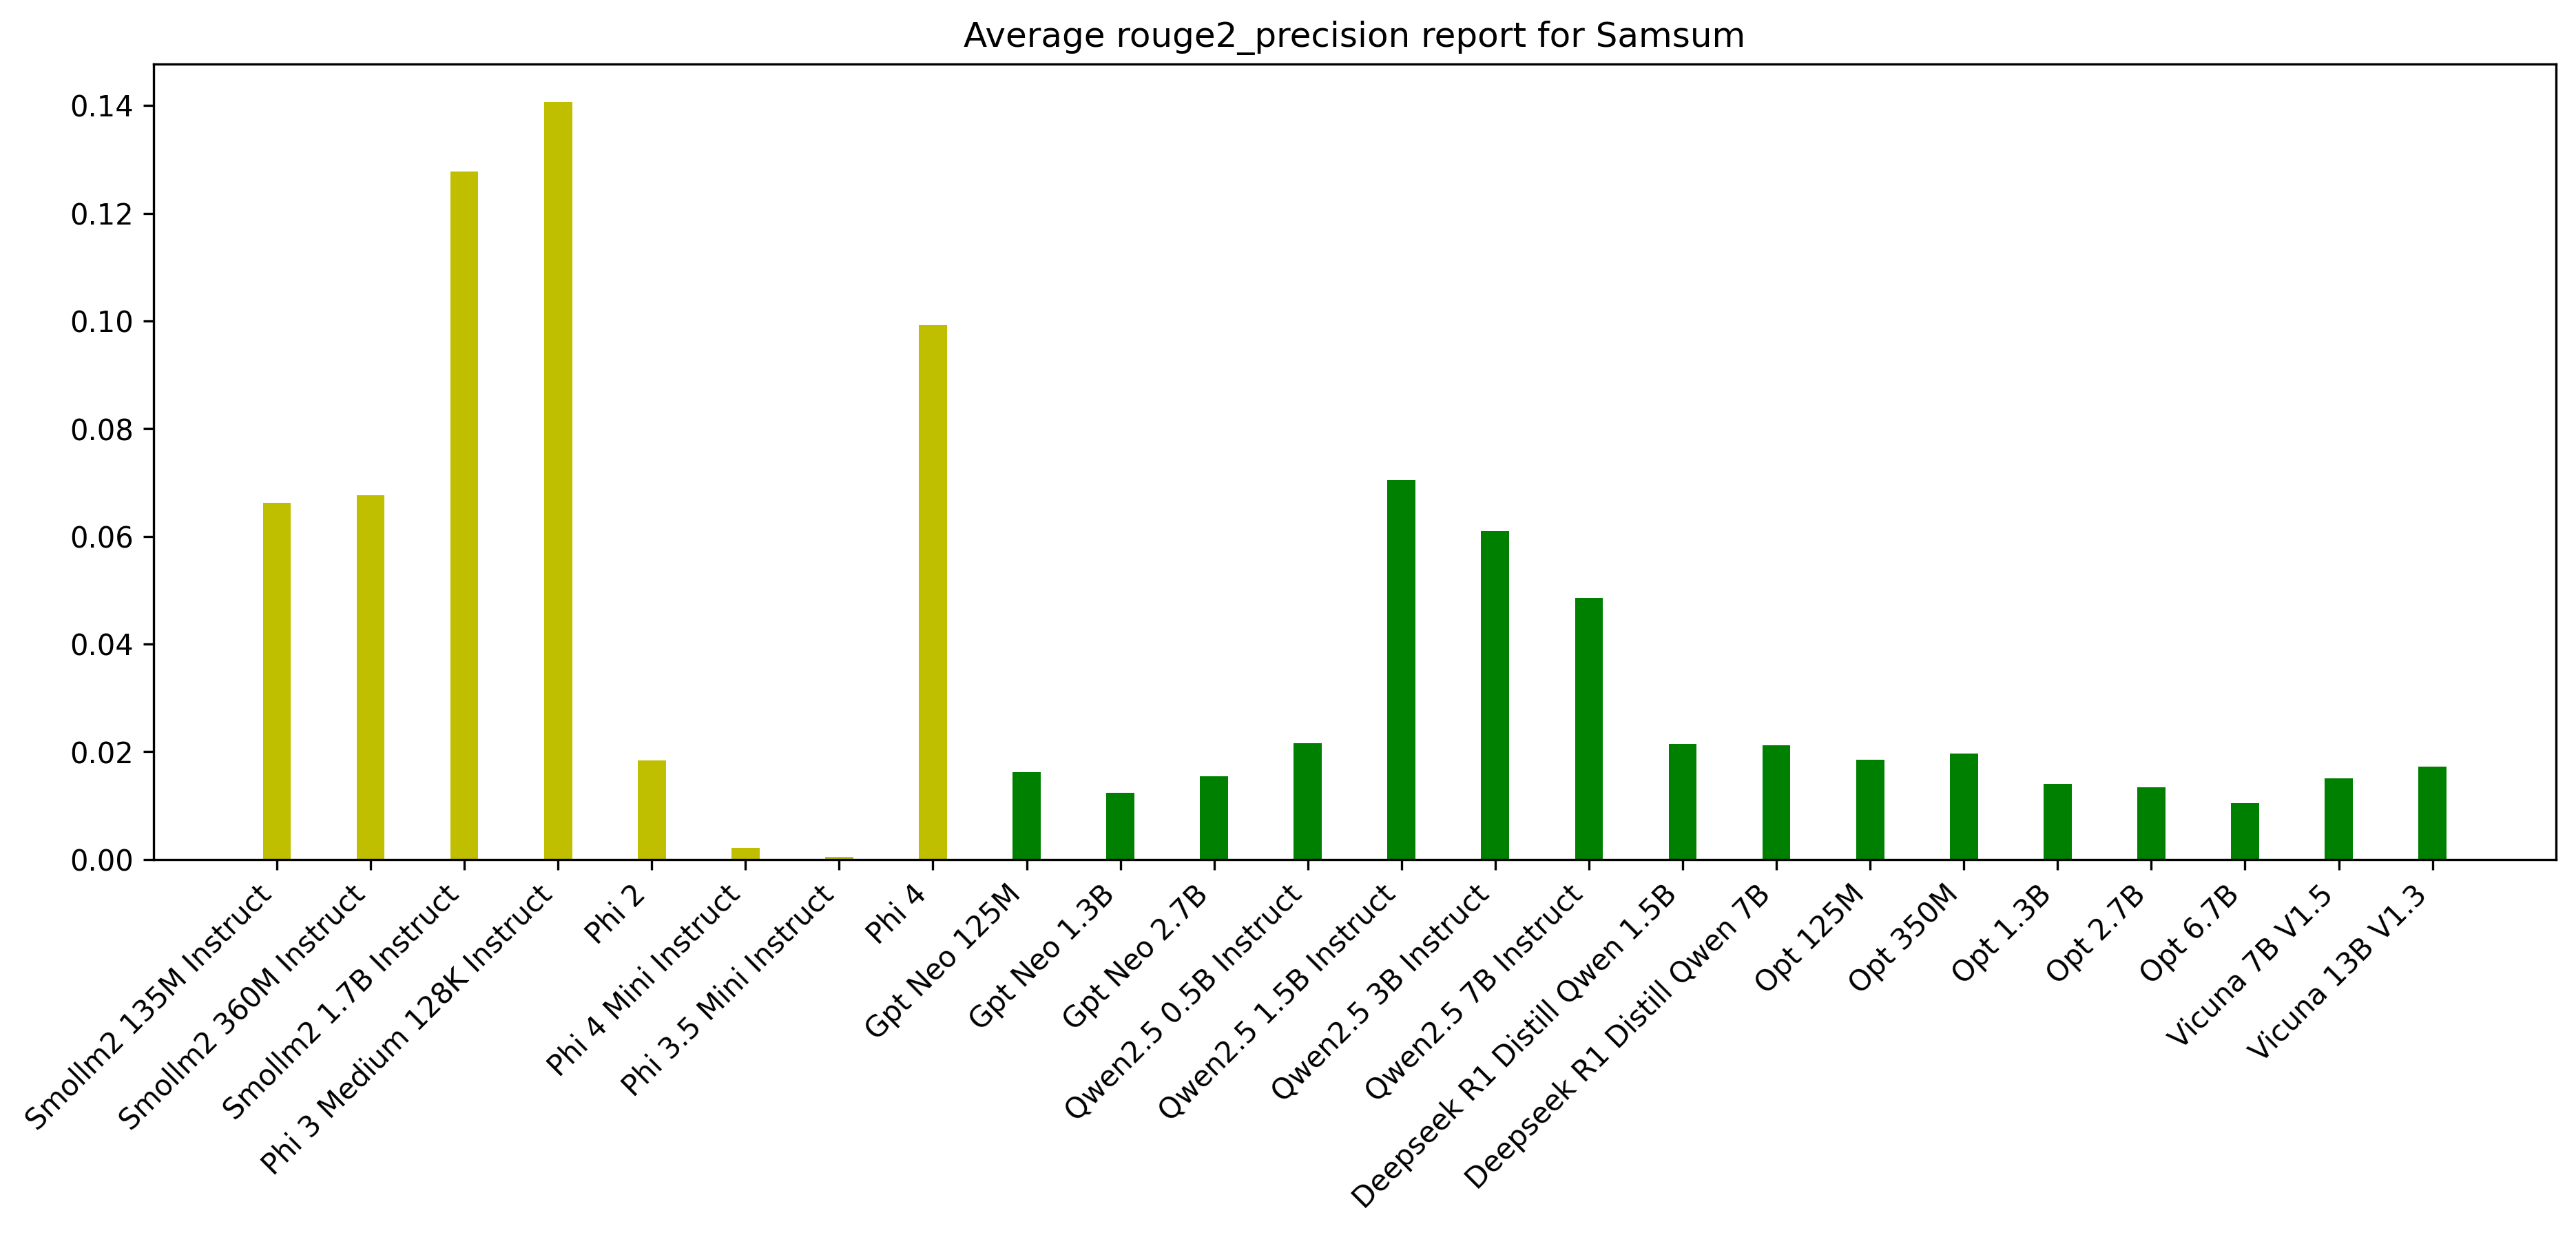 Average rouge2_precision report for Samsum
0.14
0.12
0.10
0.08
0.06
0.04
0.02
0.00
Smollm2 135M Instruct
Smollm2 360M Instruct
Smollm2 1.7B Instruct
Phi 3 Medium 128K Instruct
Phi 2
Phi 4 Mini Instruct
Phi 3.5 Mini Instruct
Phi 4
Gpt Neo 125M
Gpt Neo 1.3B
Gpt Neo 2.7B
Qwen2.5 0.5B Instruct
Qwen2.5 1.5B Instruct
Qwen2.5 3B Instruct
Qwen2.5 7B Instruct
Deepseek R1 Distill Qwen 1.5B
Deepseek R1 Distill Qwen 7B
Opt 125M
Opt 350M
Opt 1.3B
Opt 2.7B
Opt 6.7B
Vicuna 7B V1.5
Vicuna 13B V1.3